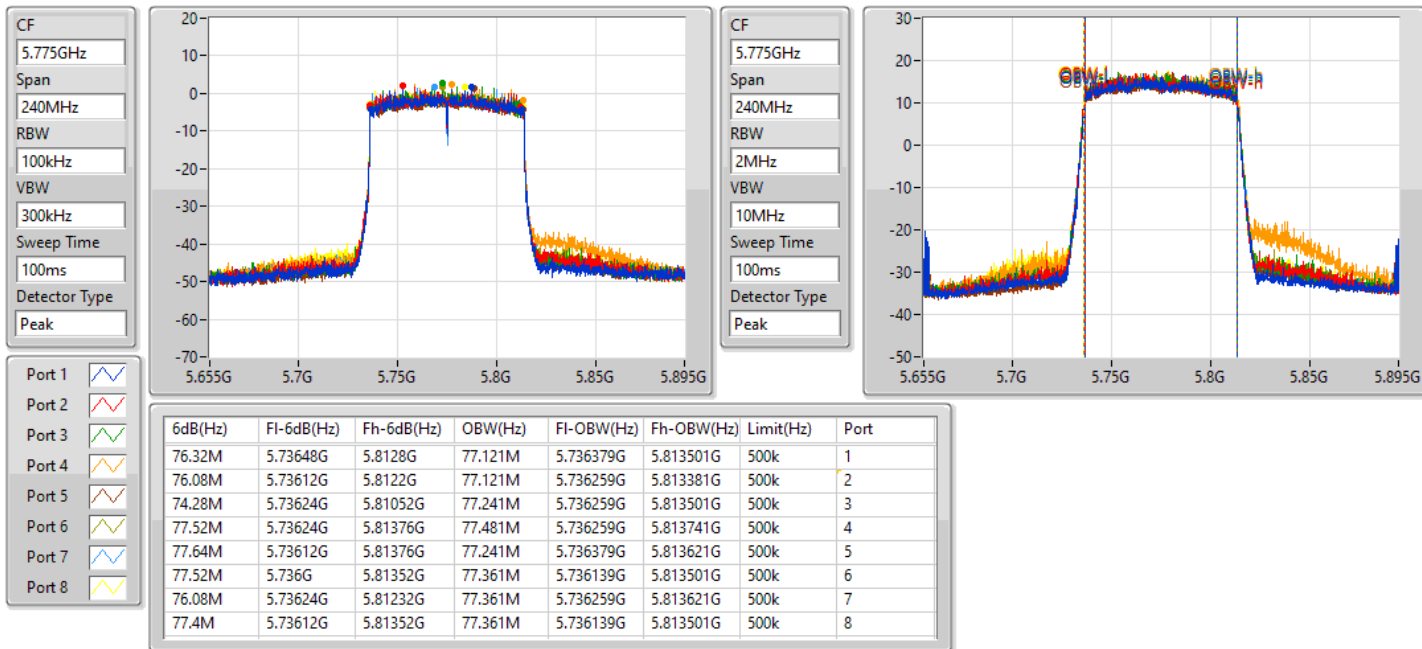 CF
5.775GHz
Span
240MHz
RBW
100kHz
VBW
300kHz
Sweep Time
100ms
Detector Type
Peak
20
10
0
-10
-20
-30
-40
-50
-60
-70
5.655G 5.7G 5.75G 5.8G 5.85G 5.895G
CF
5.775GHz
Span
240MHz
RBW
2MHz
VBW
10MHz
Sweep Time
100ms
Detector Type
Peak
30
20
10
0
-10
-20
-30
-40
-50
OBW-l OBW-h
5.655G 5.7G 5.75G 5.8G 5.85G 5.895G
Port 1
Port 2
Port 3
Port 4
Port 5
Port 6
Port 7
Port 8
6dB(Hz) Fl-6dB(Hz) Fh-6dB(Hz) OBW(Hz) Fl-OBW(Hz) Fh-OBW(Hz) Limit(Hz) Port
76.32M 5.73648G 5.8128G 77.121M 5.736379G 5.813501G 500k 1
76.08M 5.73612G 5.8122G 77.121M 5.736259G 5.813381G 500k 2
74.28M 5.73624G 5.81052G 77.241M 5.736259G 5.813501G 500k 3
77.52M 5.73624G 5.81376G 77.481M 5.736259G 5.813741G 500k 4
77.64M 5.73612G 5.81376G 77.241M 5.736379G 5.813621G 500k 5
77.52M 5.736G 5.81352G 77.361M 5.736139G 5.813501G 500k 6
76.08M 5.73624G 5.81232G 77.361M 5.736259G 5.813621G 500k 7
77.4M 5.73612G 5.81352G 77.361M 5.736139G 5.813501G 500k 8